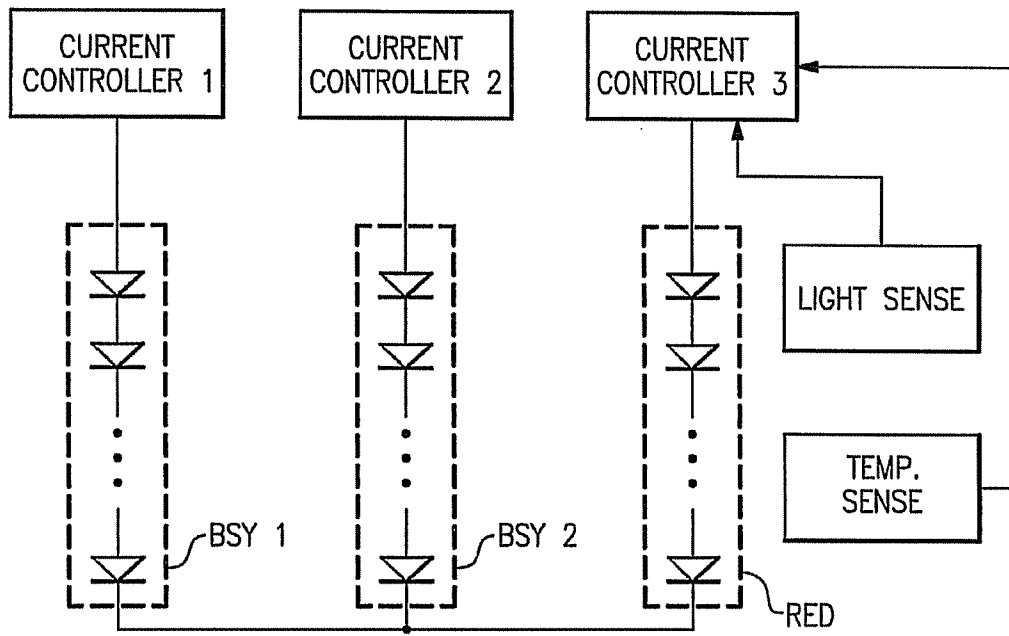 CURRENT
CONTROLLER 1
CURRENT
CONTROLLER 2
CURRENT
CONTROLLER 3
LIGHT SENSE
TEMP.
SENSE
BSY 1
BSY 2
RED